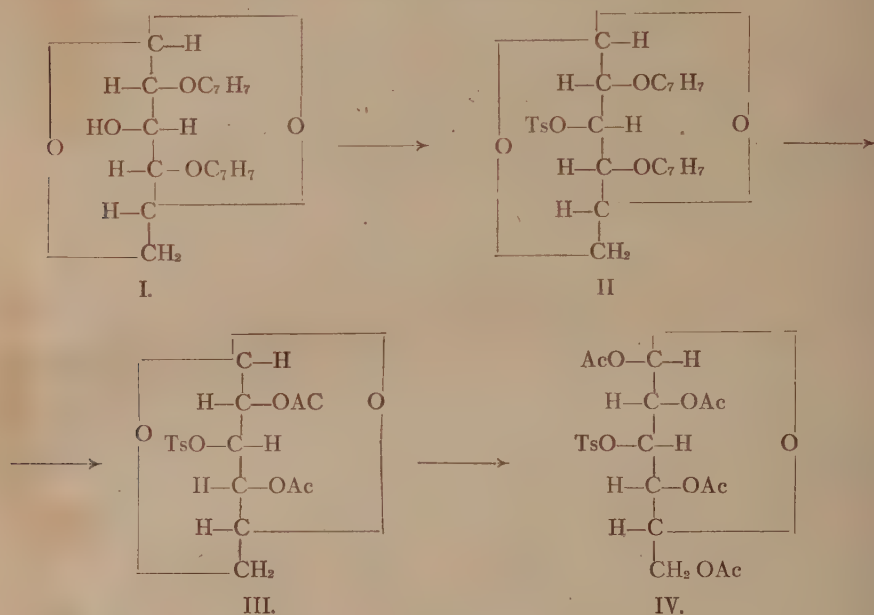 C—H
H—C—OC₇H₇
HO—C—H
O
O
H—C—OC₇H₇
H—C
CH₂
I.
C—H
H—C—OC₇H₇
TsO—C—H
O
O
H—C—OC₇H₇
H—C
CH₂
II
C—H
H—C—OAC
O
O
TsO—C—H
H—C—OAc
H—C
CH₂
III.
AcO—C—H
H—C—OAc
TsO—C—H
O
H—C—OAc
H—C
CH₂ OAc
IV.